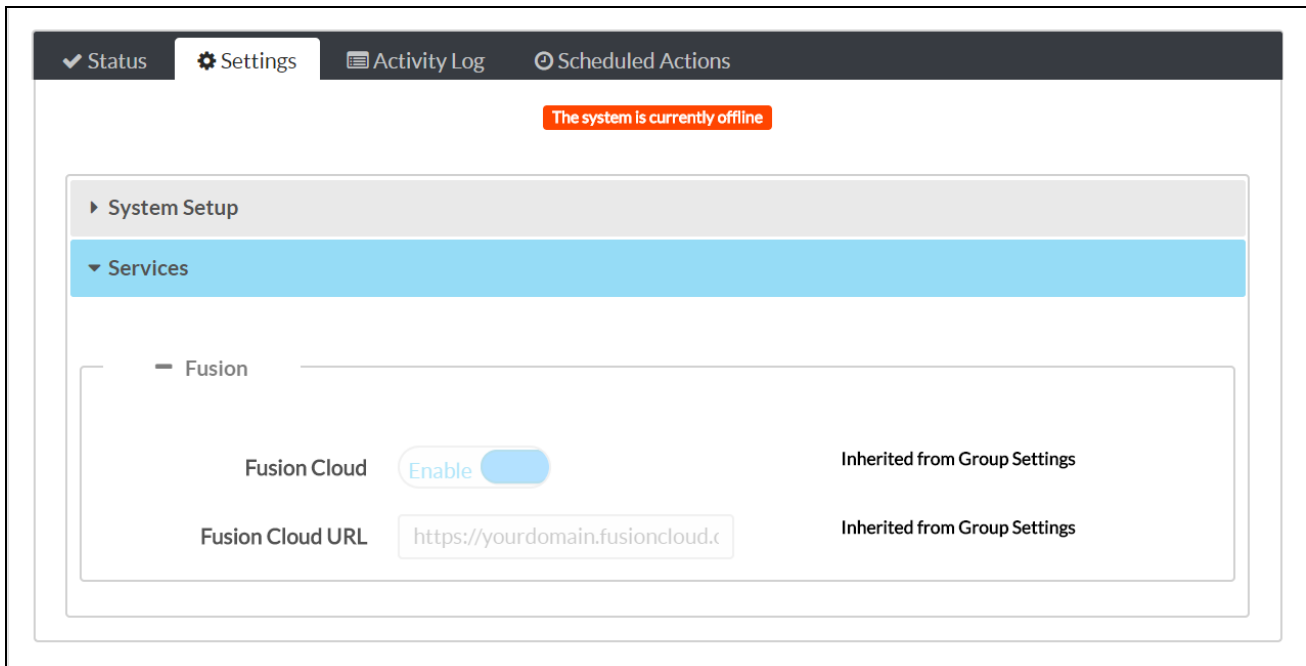 Status Settings Activity Log Scheduled Actions
The system is currently offline
System Setup
Services
Fusion
Fusion Cloud Enable Inherited from Group Settings
Fusion Cloud URL https://yourdomain.fusioncloud.c Inherited from Group Settings